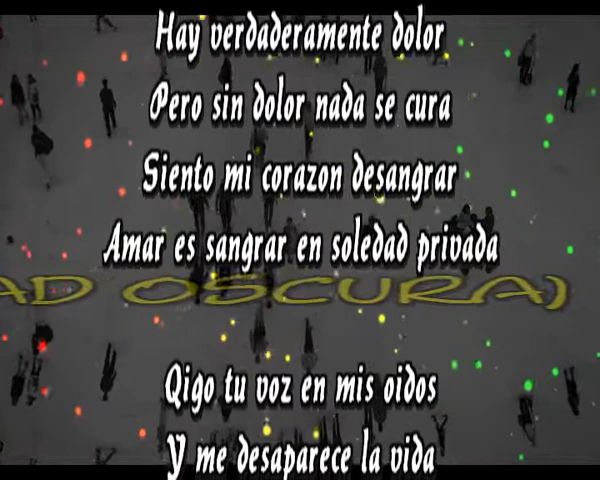 Hay verdaderamente dolor
Pero sin dolor nada se cura
Siento mi corazon desangrar
Amar es sangrar en soledad privada
AD OSCURA)
Oigo tu voz en mis oidos
Y me desaparece la vida